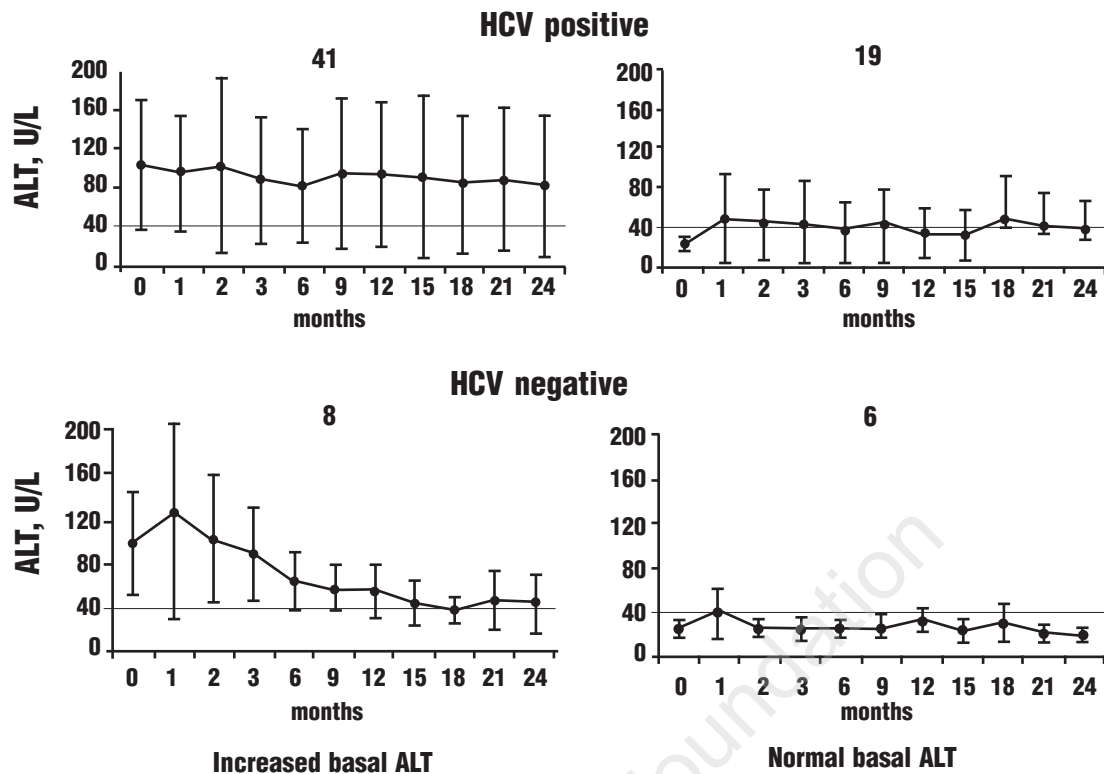 HCV positive
41
19
ALT, U/L
200
160
120
80
40
0
0 1 2 3 6 9 12 15 18 21 24
months
200
160
120
80
40
0
0 1 2 3 6 9 12 15 18 21 24
months
HCV negative
8
6
ALT, U/L
200
160
120
80
40
0
0 1 2 3 6 9 12 15 18 21 24
months
200
160
120
80
40
0
0 1 2 3 6 9 12 15 18 21 24
months
Increased basal ALT
Normal basal ALT
oundation